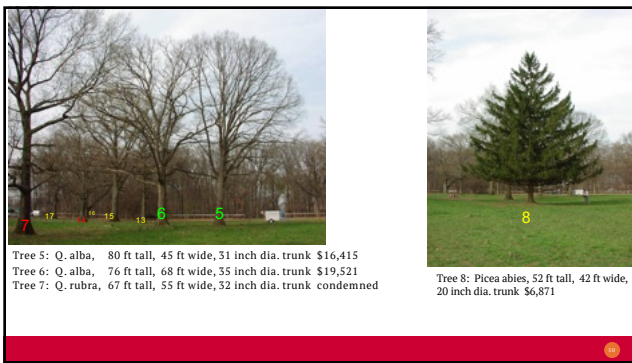 7
17
16
15
13
6
5
Tree 5: Q. alba, 80 ft tall, 45 ft wide, 31 inch dia. trunk $16,415
Tree 6: Q. alba, 76 ft tall, 68 ft wide, 35 inch dia. trunk $19,521
Tree 7: Q. rubra, 67 ft tall, 55 ft wide, 32 inch dia. trunk condemned
8
Tree 8: Picea abies, 52 ft tall, 42 ft wide,
20 inch dia. trunk $6,871